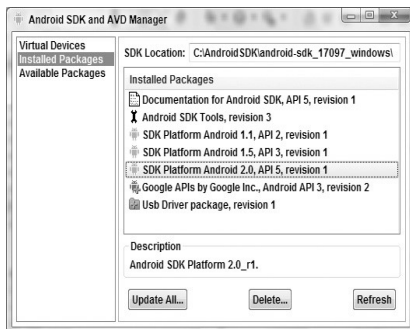 Android SDK and AVD Manager
Virtual Devices
Installed Packages
Available Packages
SDK Location: C:\AndroidSDK\android-sdk_17097_windows\
Installed Packages
Documentation for Android SDK, API 5, revision 1
Android SDK Tools, revision 3
SDK Platform Android 1.1, API 2, revision 1
SDK Platform Android 1.5, API 3, revision 1
SDK Platform Android 2.0, API 5, revision 1
Google APIs by Google Inc., Android API 3, revision 2
Usb Driver package, revision 1
Description
Android SDK Platform 2.0_r1.
Update All... Delete... Refresh